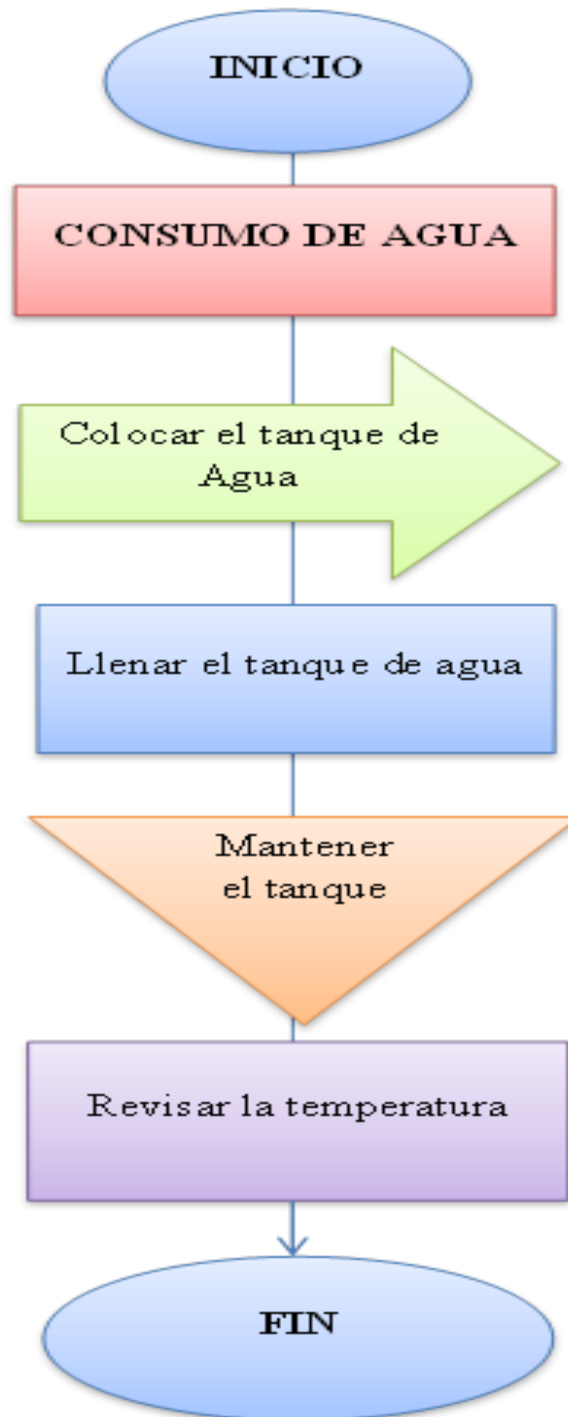 INICIO
CONSUMO DE AGUA
Colocar el tanque de
Agua
Llenar el tanque de agua
Mantener
el tanque
Revisar la temperatura
FIN